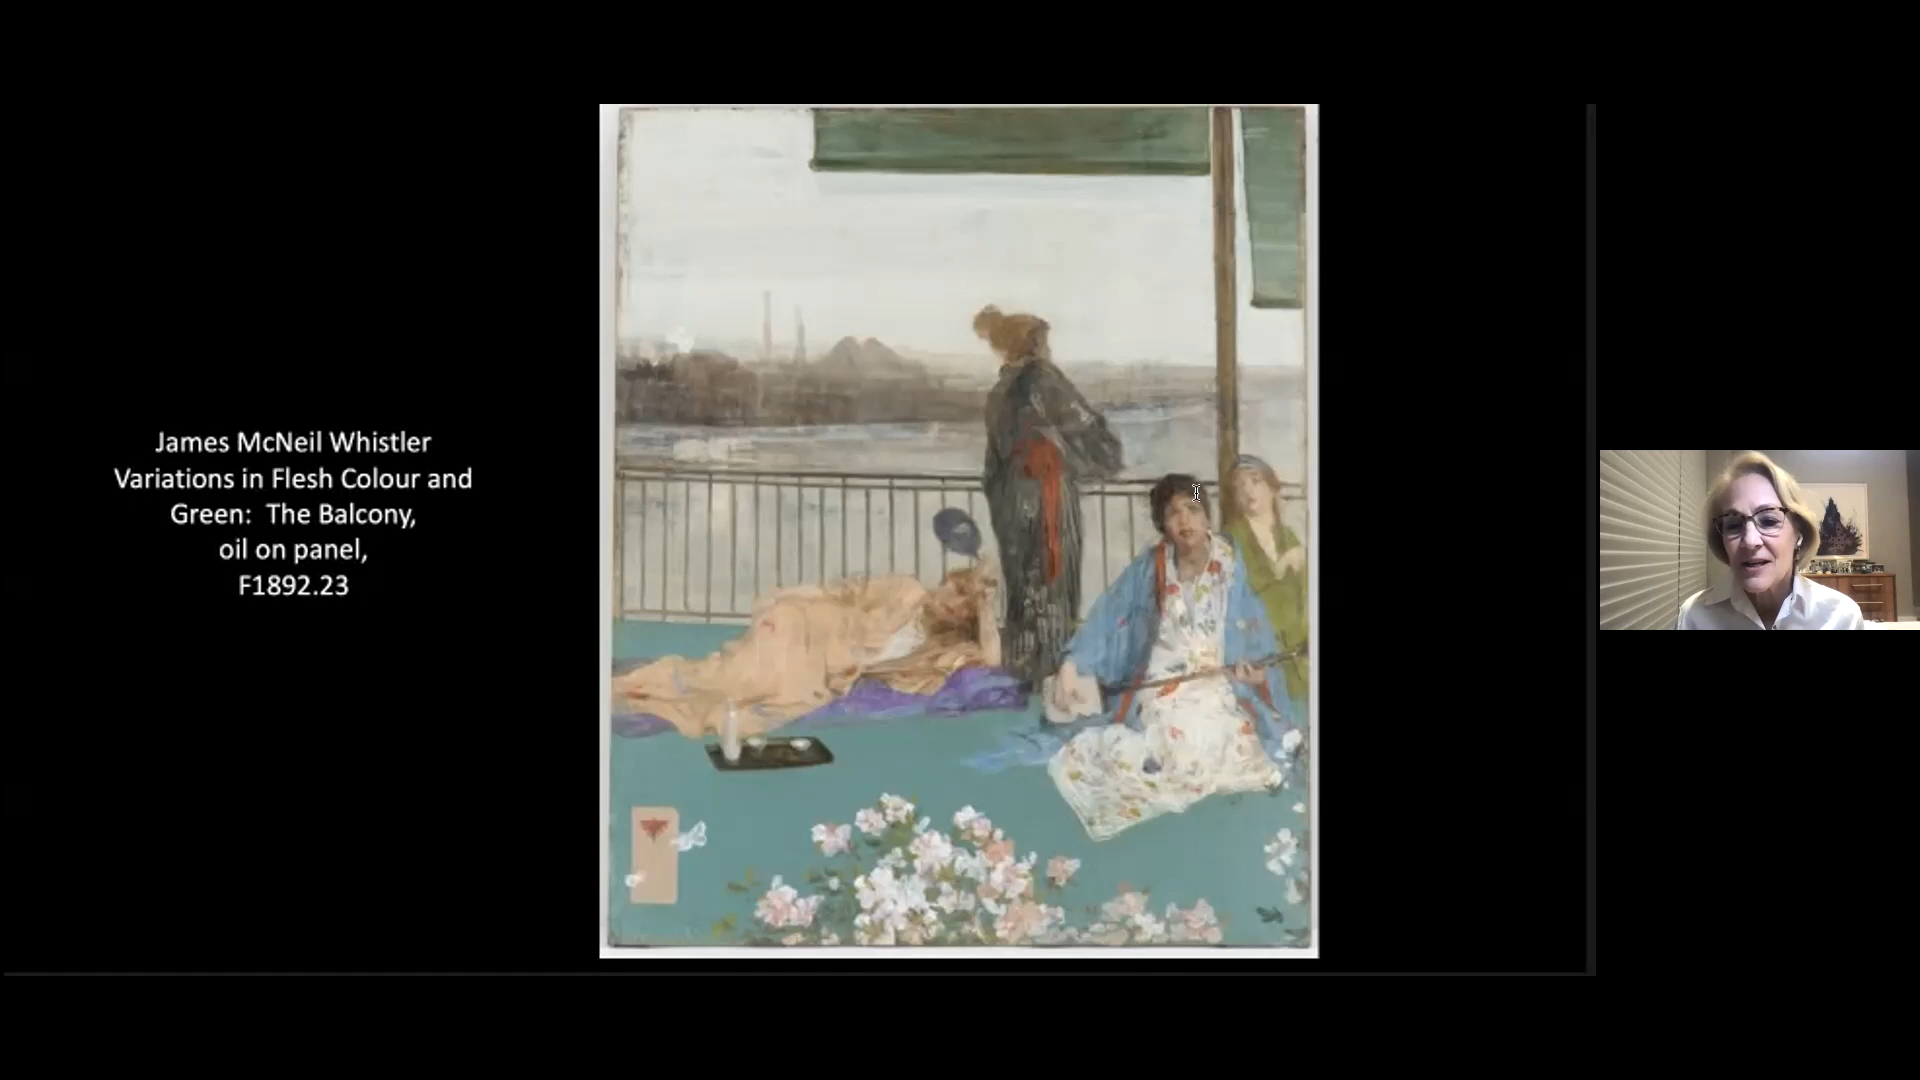 James McNeil Whistler
Variations in Flesh Colour and
Green:  The Balcony,
oil on panel,
F1892.23